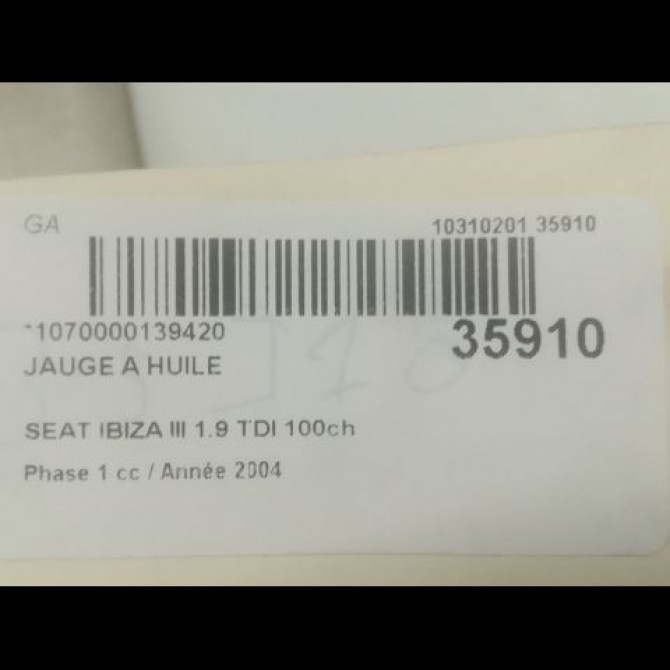 GA
10310201 35910
*1070000139420
35910
JAUGE A HUILE
SEAT IBIZA III 1.9 TDI 100ch
Phase 1 cc / Année 2004